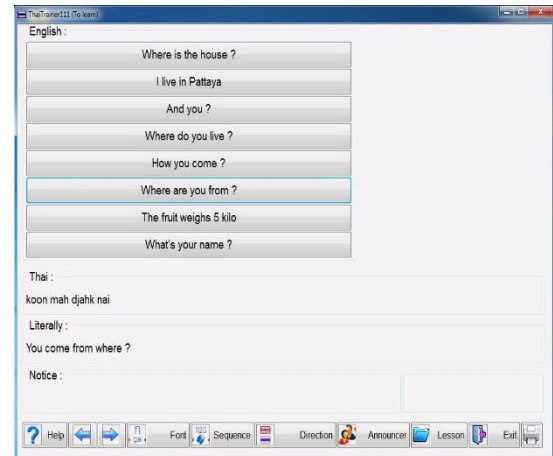 ThaiTrainer111 (To learn)
English :
Where is the house ?
I live in Pattaya
And you ?
Where do you live ?
How you come ?
Where are you from ?
The fruit weighs 5 kilo
What's your name ?
Thai :
koon mah djahk nai
Literally :
You come from where ?
Notice :
Help Font Sequence Direction Announcer Lesson Exit